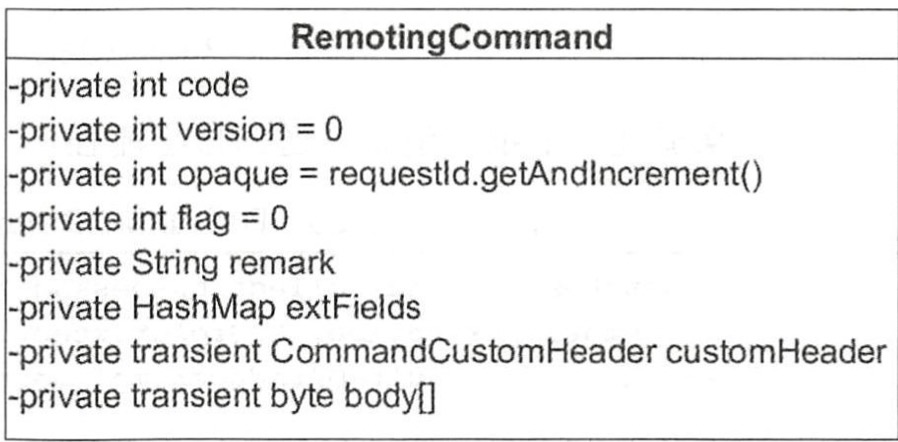 RemotingCommand
-private int code
-private int version = 0
-private int opaque = requestId.getAndIncrement()
-private int flag = 0
-private String remark
-private HashMap extFields
-private transient CommandCustomHeader customHeader
-private transient byte body[]